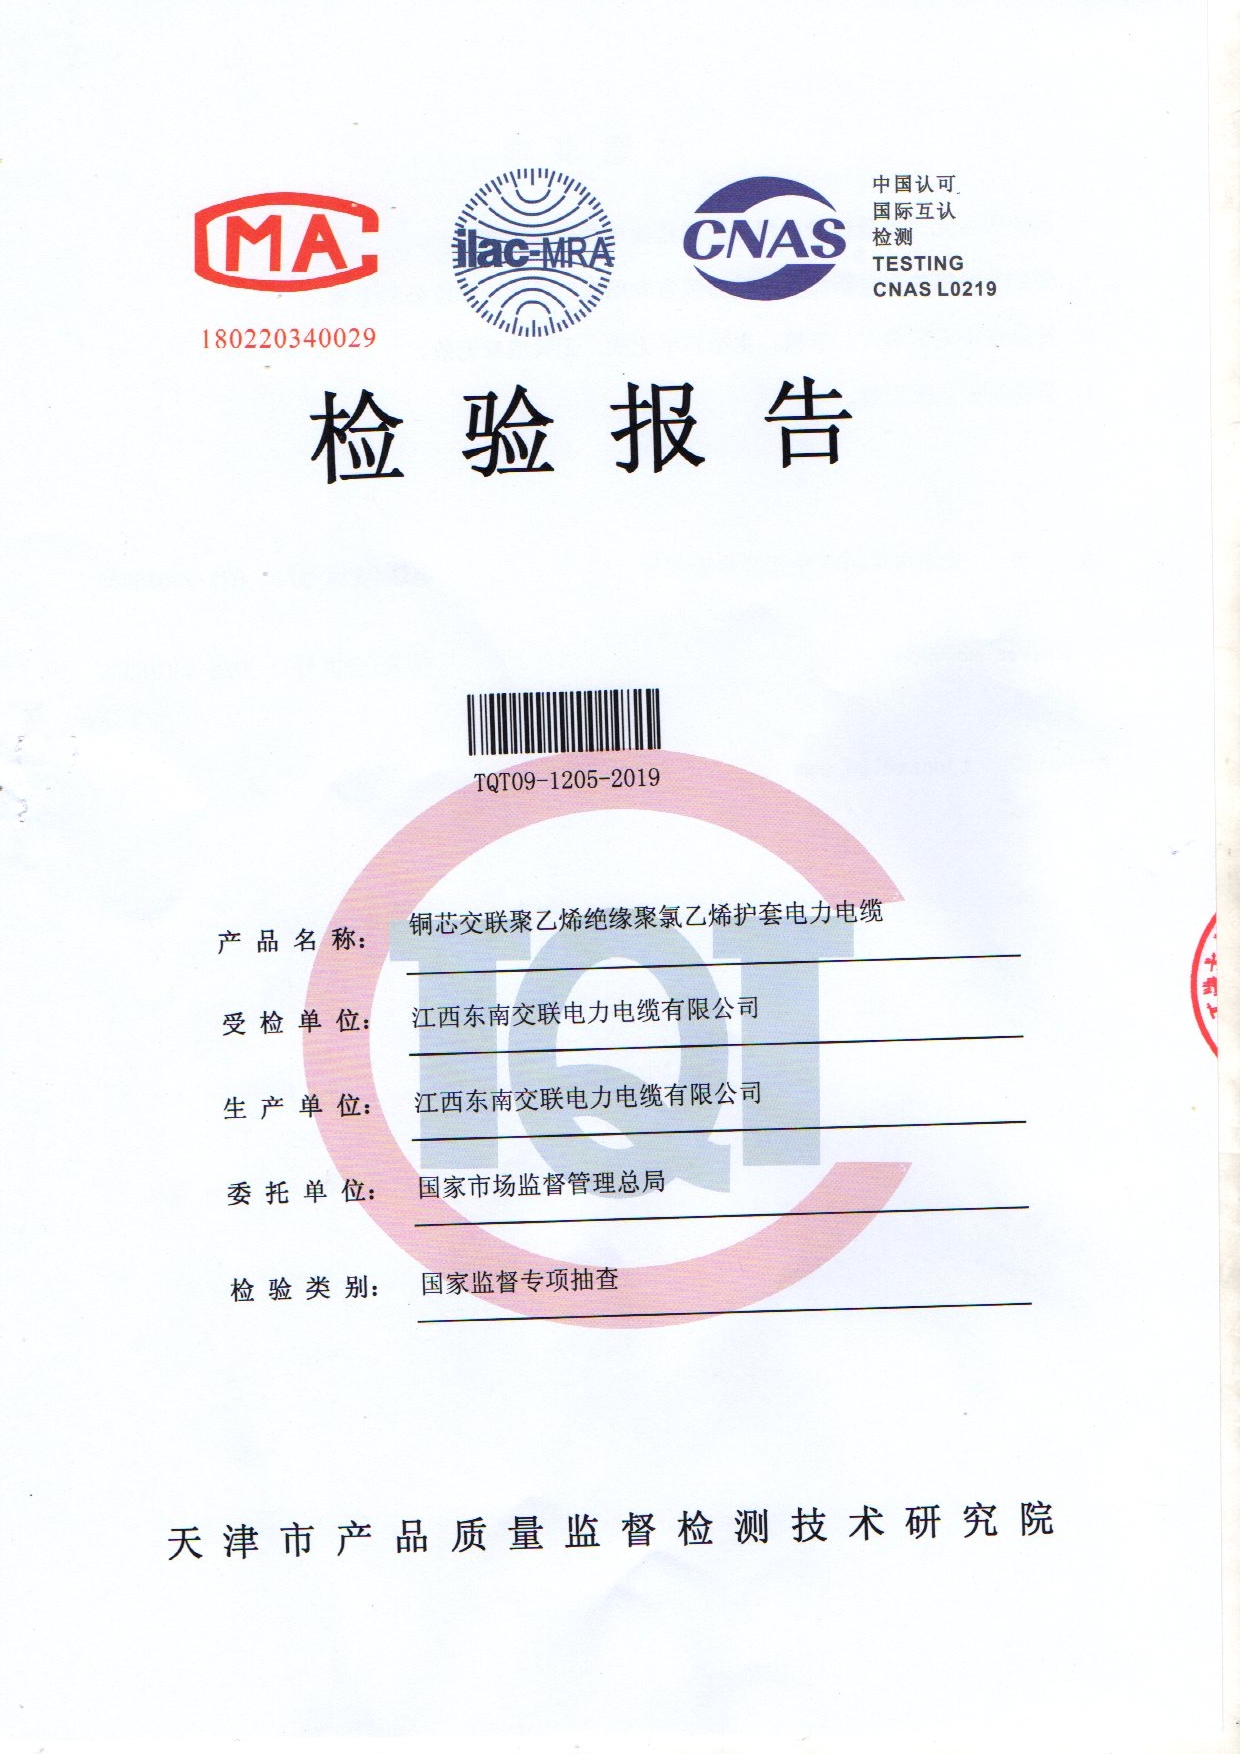 MA
180220340029
ilac-MRA
CNAS
中国认可
国际互认
检测
TESTING
CNAS L0219
检验报告
TQT09-1205-2019
TQT
产品名称： 铜芯交联聚乙烯绝缘聚氯乙烯护套电力电缆
受检单位： 江西东南交联电力电缆有限公司
生产单位： 江西东南交联电力电缆有限公司
委托单位： 国家市场监督管理总局
检验类别： 国家监督专项抽查
天津市产品质量监督检测技术研究院